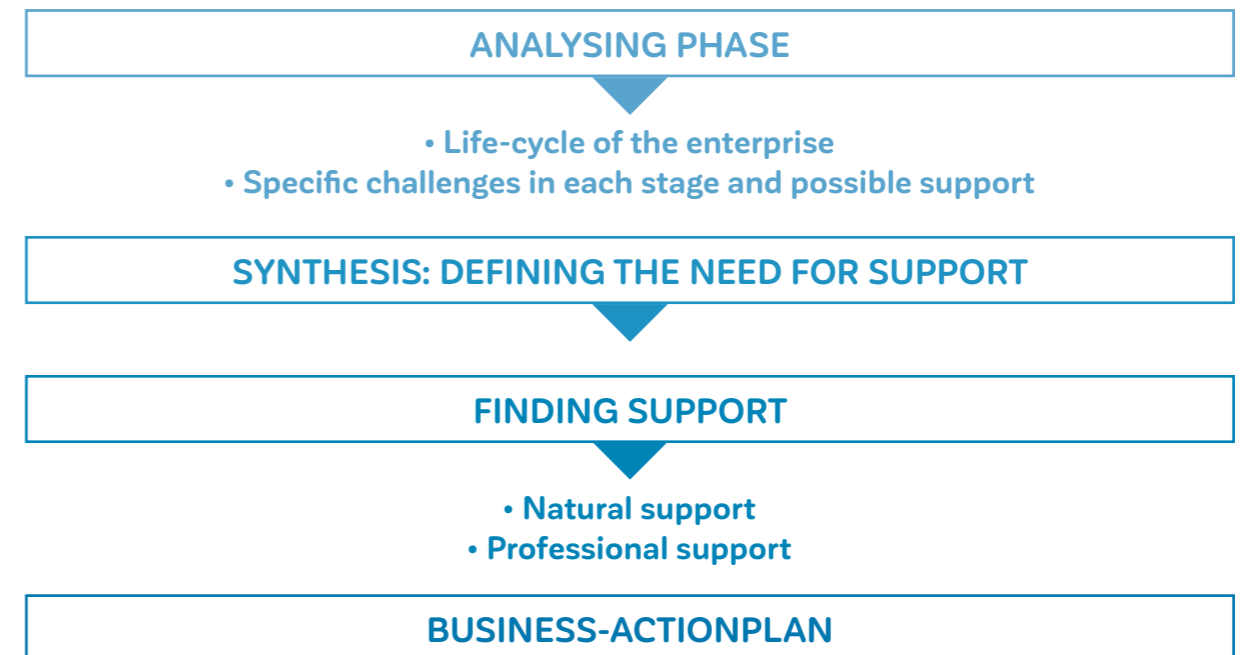 ANALYSING PHASE
• Life-cycle of the enterprise
• Specific challenges in each stage and possible support
SYNTHESIS: DEFINING THE NEED FOR SUPPORT
FINDING SUPPORT
• Natural support
• Professional support
BUSINESS-ACTIONPLAN